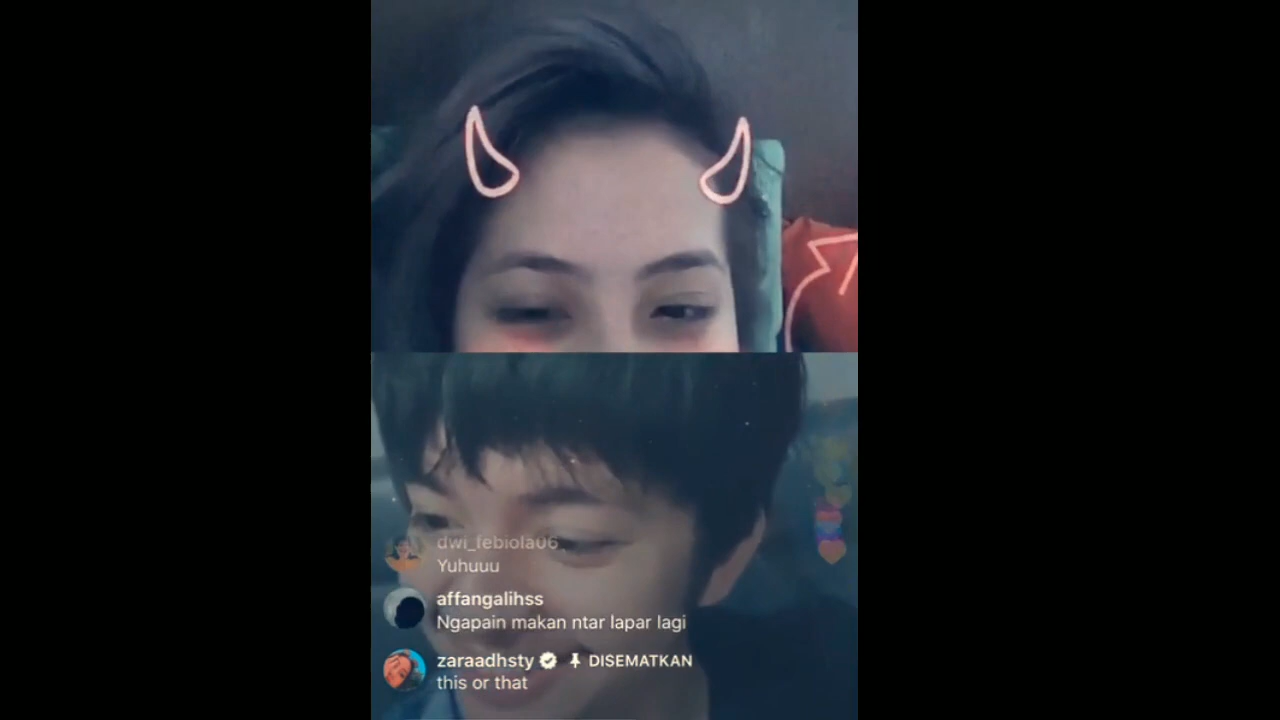 dwi_febiola06
Yuhuuu
affangalihss
Ngapain makan ntar lapar lagi
zaraadhsty DISEMATKAN
this or that